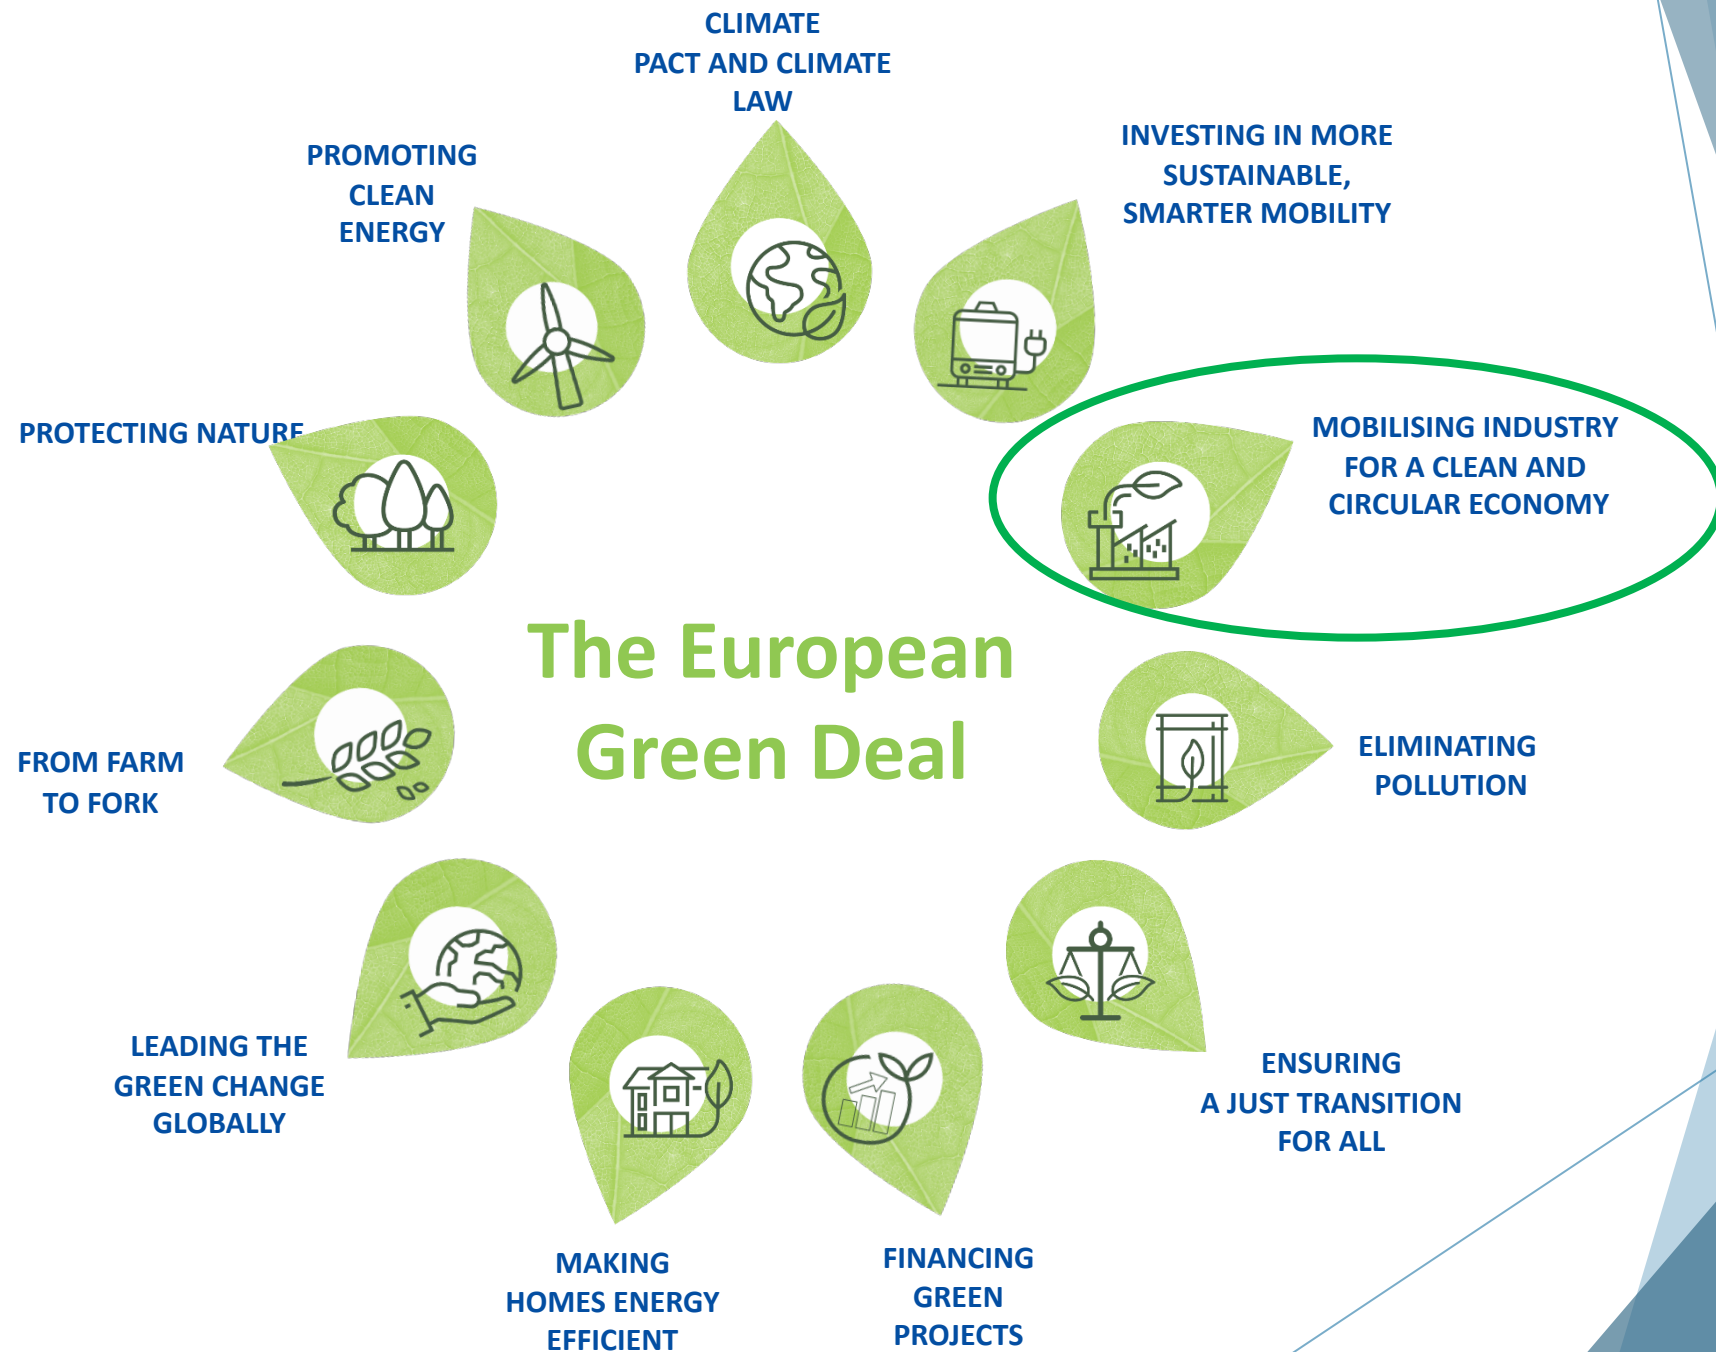 CLIMATE
PACT AND CLIMATE
LAW
INVESTING IN MORE
SUSTAINABLE,
SMARTER MOBILITY
PROMOTING
CLEAN
ENERGY
MOBILISING INDUSTRY
FOR A CLEAN AND
CIRCULAR ECONOMY
PROTECTING NATURE
The European
Green Deal
ELIMINATING
POLLUTION
FROM FARM
TO FORK
LEADING THE
GREEN CHANGE
GLOBALLY
ENSURING
A JUST TRANSITION
FOR ALL
MAKING
HOMES ENERGY
EFFICIENT
FINANCING
GREEN
PROJECTS